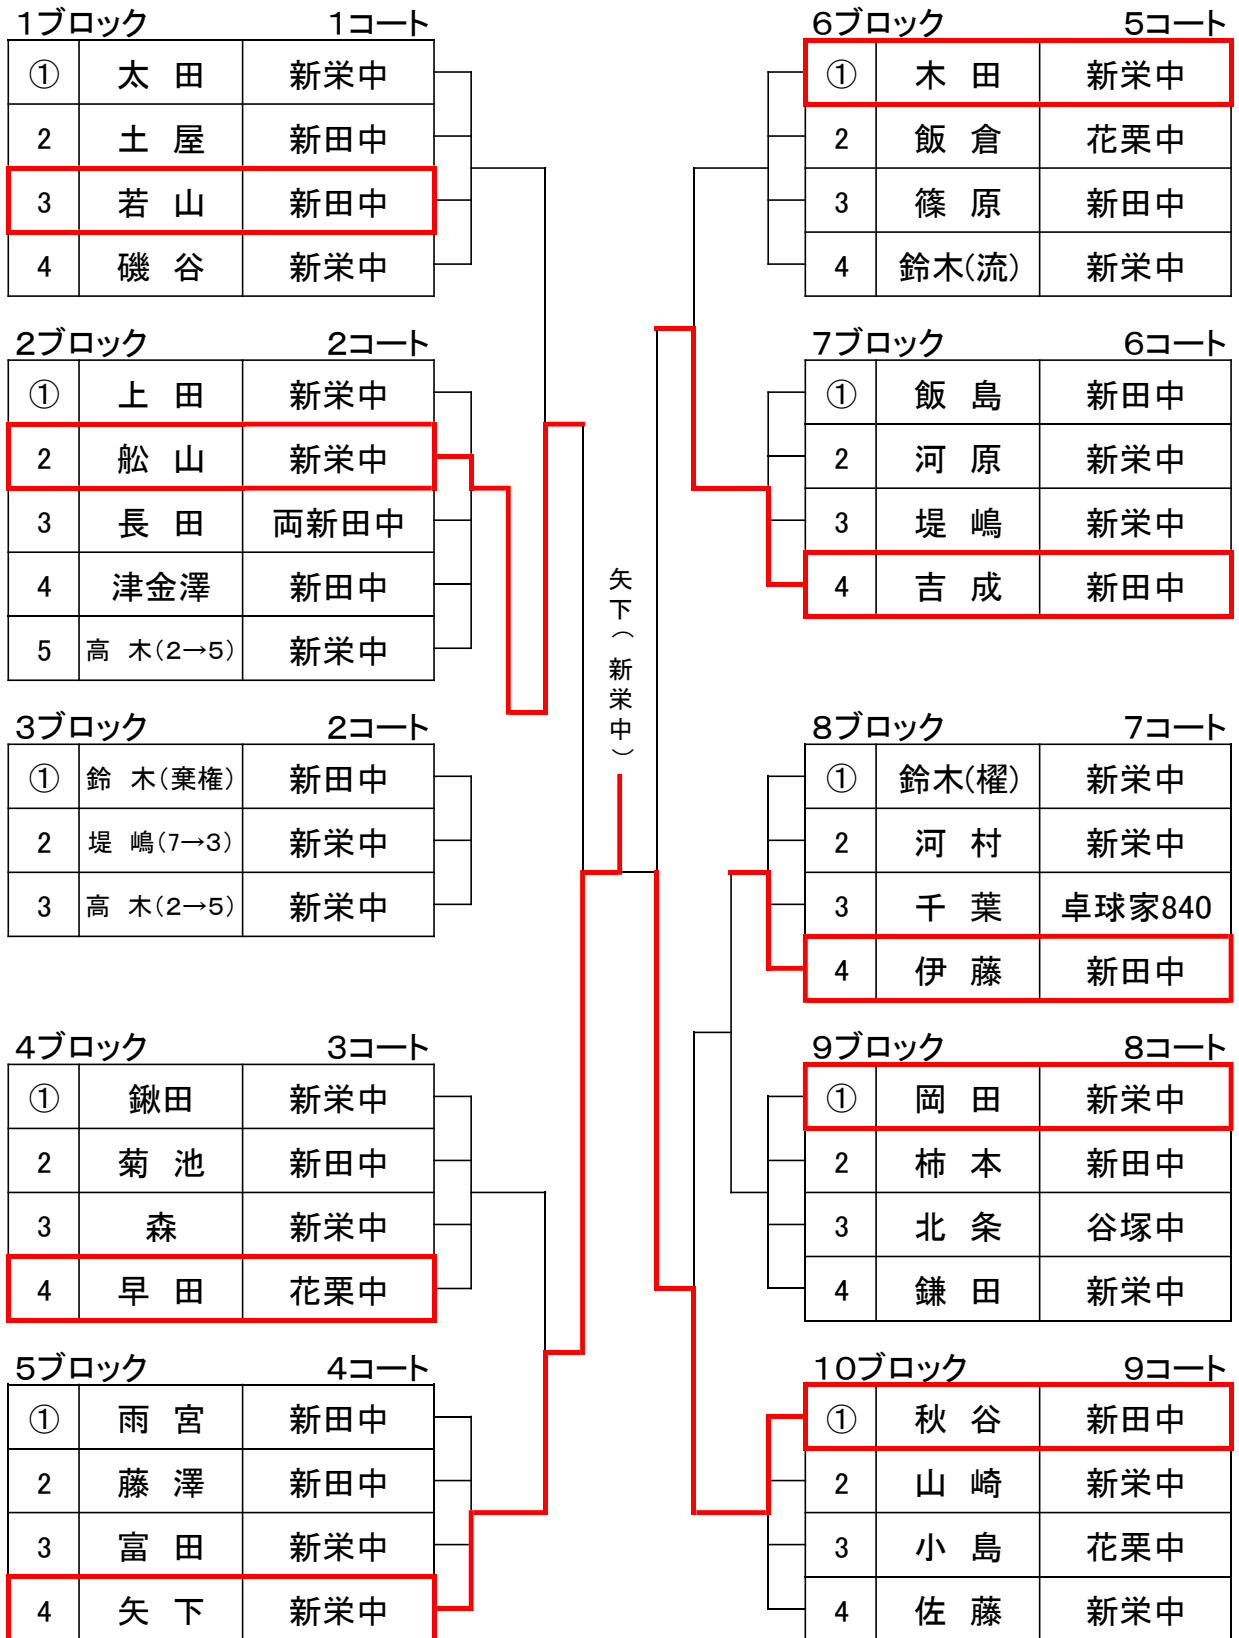 1ブロック 1コート
① 太 田 新栄中
2 土 屋 新田中
3 若 山 新田中
4 磯 谷 新栄中
2ブロック 2コート
① 上 田 新栄中
2 舩 山 新栄中
3 長 田 両新田中
4 津金澤 新田中
5 高 木(2→5) 新栄中
3ブロック 2コート
① 鈴 木(棄権) 新田中
2 堤 嶋(7→3) 新栄中
3 高 木(2→5) 新栄中
4ブロック 3コート
① 鍬田 新栄中
2 菊 池 新田中
3 森 新栄中
4 早 田 花栗中
5ブロック 4コート
① 雨 宮 新田中
2 藤 澤 新田中
3 富 田 新栄中
4 矢 下 新栄中
矢下(新栄中)
6ブロック 5コート
① 木 田 新栄中
2 飯 倉 花栗中
3 篠 原 新田中
4 鈴木(流) 新栄中
7ブロック 6コート
① 飯 島 新田中
2 河 原 新栄中
3 堤 嶋 新栄中
4 吉 成 新田中
8ブロック 7コート
① 鈴木(櫂) 新栄中
2 河 村 新栄中
3 千 葉 卓球家840
4 伊 藤 新田中
9ブロック 8コート
① 岡 田 新栄中
2 柿 本 新田中
3 北 条 谷塚中
4 鎌 田 新栄中
10ブロック 9コート
① 秋 谷 新田中
2 山 崎 新栄中
3 小 島 花栗中
4 佐 藤 新栄中